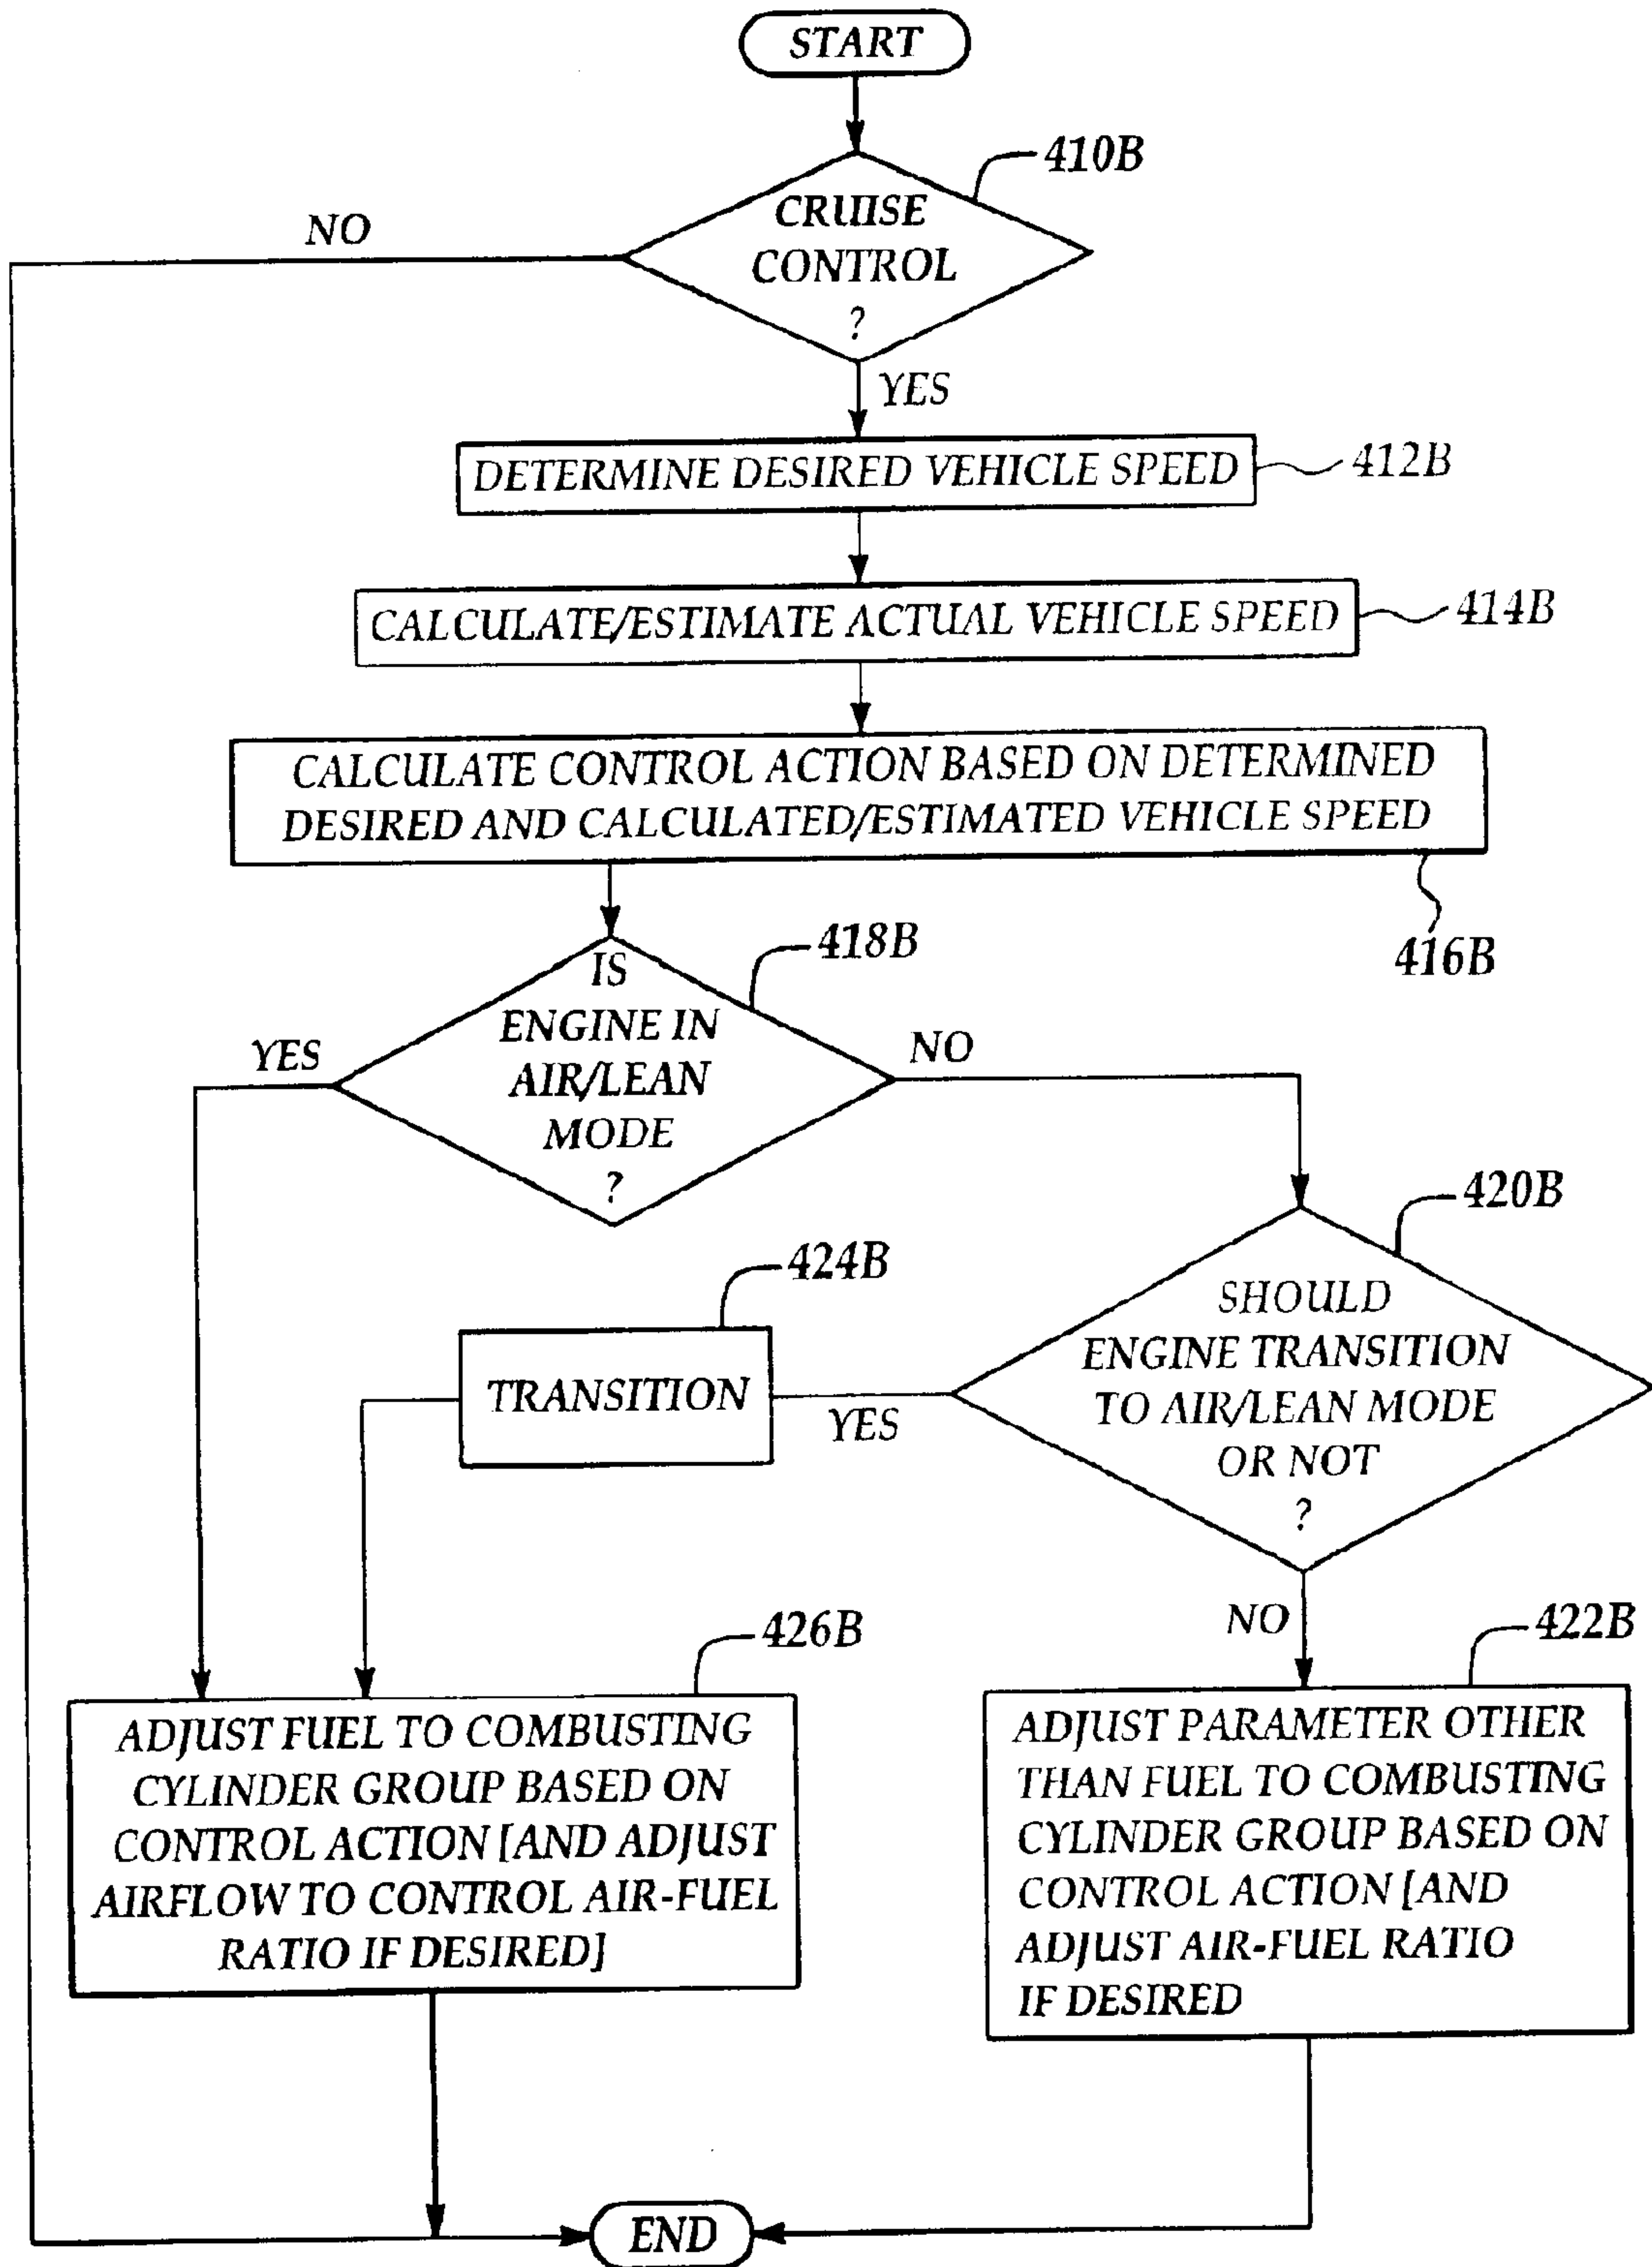 START
410B
CRUISE
CONTROL
?
NO
YES
DETERMINE DESIRED VEHICLE SPEED
412B
CALCULATE/ESTIMATE ACTUAL VEHICLE SPEED
414B
CALCULATE CONTROL ACTION BASED ON DETERMINED
DESIRED AND CALCULATED/ESTIMATED VEHICLE SPEED
416B
418B
IS
ENGINE IN
AIR/LEAN
MODE
?
YES
NO
420B
SHOULD
ENGINE TRANSITION
TO AIR/LEAN MODE
OR NOT
?
424B
TRANSITION
YES
NO
426B
ADJUST FUEL TO COMBUSTING
CYLINDER GROUP BASED ON
CONTROL ACTION [AND ADJUST
AIRFLOW TO CONTROL AIR-FUEL
RATIO IF DESIRED]
422B
ADJUST PARAMETER OTHER
THAN FUEL TO COMBUSTING
CYLINDER GROUP BASED ON
CONTROL ACTION [AND
ADJUST AIR-FUEL RATIO
IF DESIRED
END